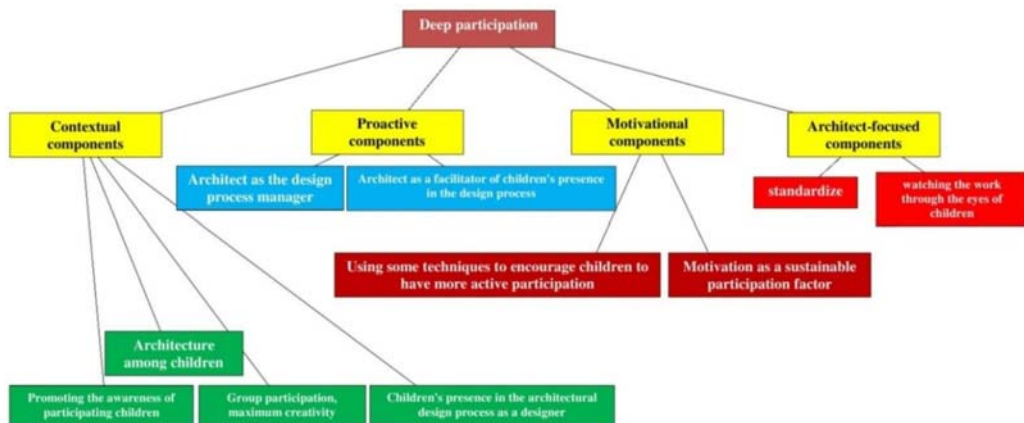 Deep participation
Contextual
components
Proactive
components
Motivational
components
Architect-focused
components
Architect as the design
process manager
Architect as a facilitator of children's presence
in the design process
standardize
watching the work
through the eyes of
children
Using some techniques to encourage children to
have more active participation
Motivation as a sustainable
participation factor
Architecture
among children
Promoting the awareness of
participating children
Group participation,
maximum creativity
Children's presence in the architectural
design process as a designer